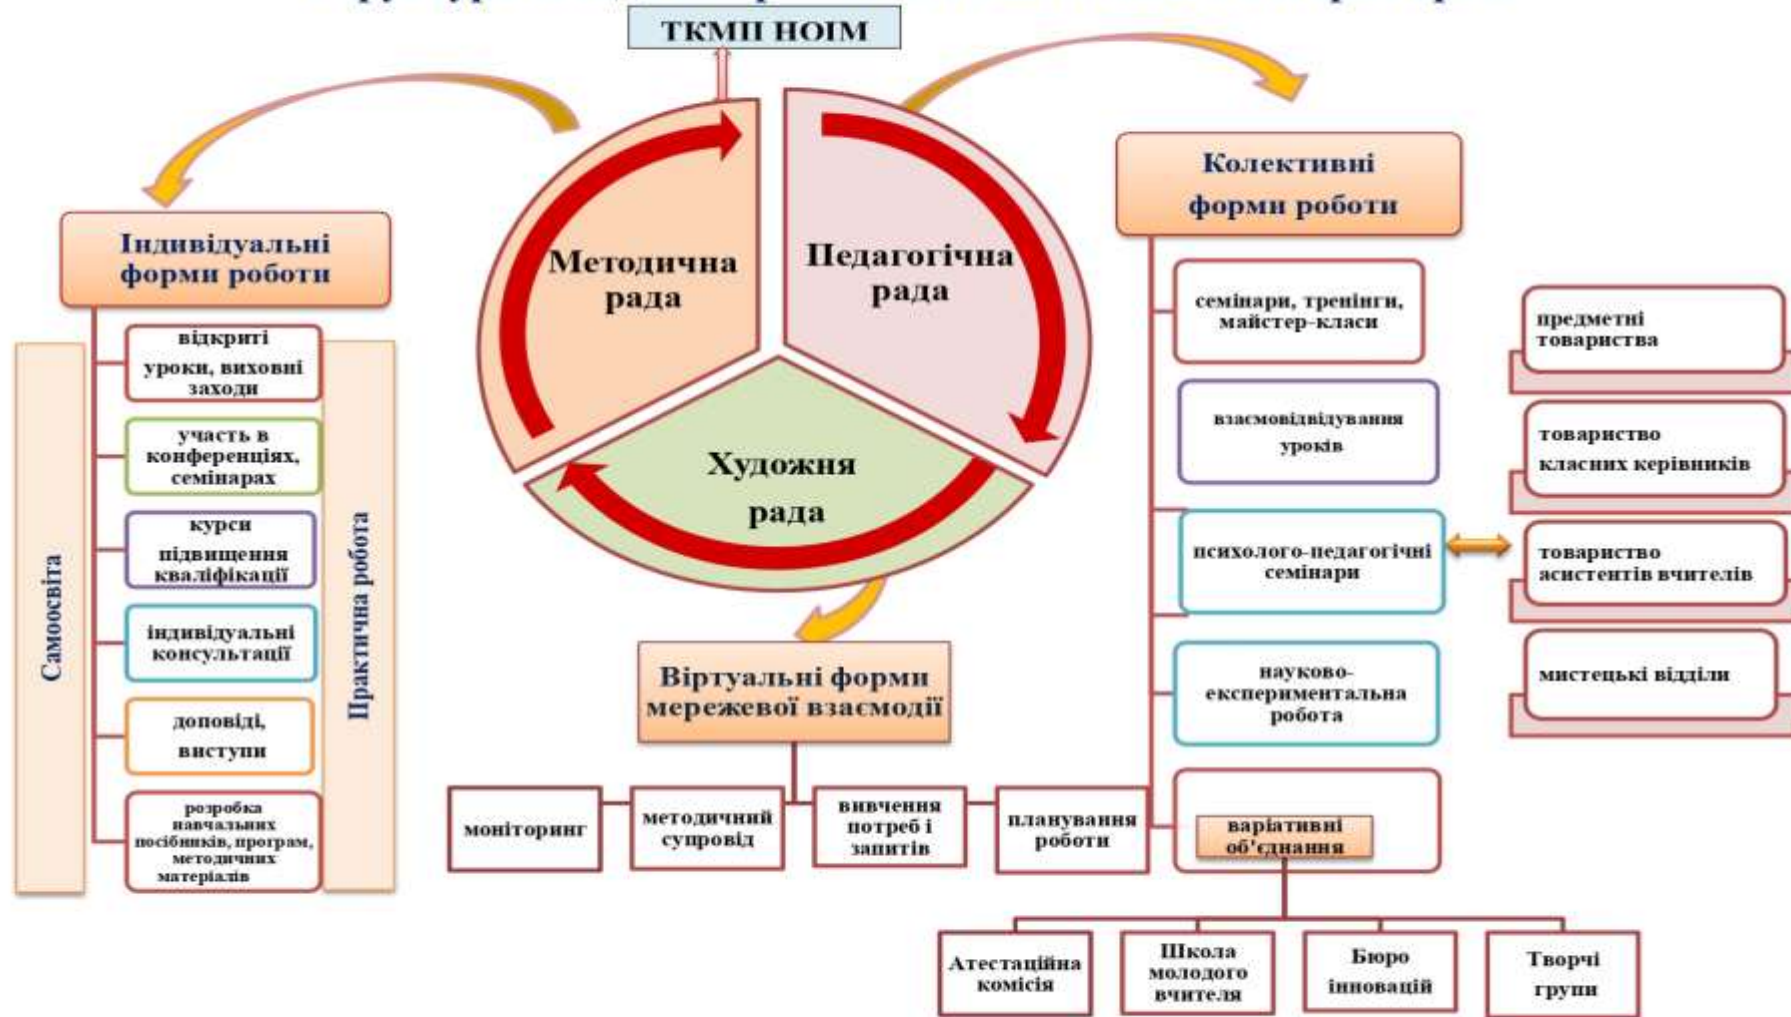 ТКМШ НОІМ
Методична
рада
Педагогічна
рада
Художня
рада
Індивідуальні
форми роботи
Самоосвіта
відкриті
уроки, виховні
заходи
участь в
конференціях,
семінарах
курси
підвищення
кваліфікації
індивідуальні
консультації
доповіді,
виступи
розробка
навчальних
посібників, програм,
методичних
матеріалів
Практична робота
Віртуальні форми
мережевої взаємодії
моніторинг
методичний
супровід
вивчення
потреб і
запитів
планування
роботи
Колективні
форми роботи
семінари, тренінги,
майстер-класи
взаємовідвідування
уроків
психолого-педагогічні
семінари
науково-
експериментальна
робота
варіативні
об'єднання
предметні
товариства
товариство
класних керівників
товариство
асистентів вчителів
мистецькі відділи
Атестаційна
комісія
Школа
молодого
вчителя
Бюро
інновацій
Творчі
групи